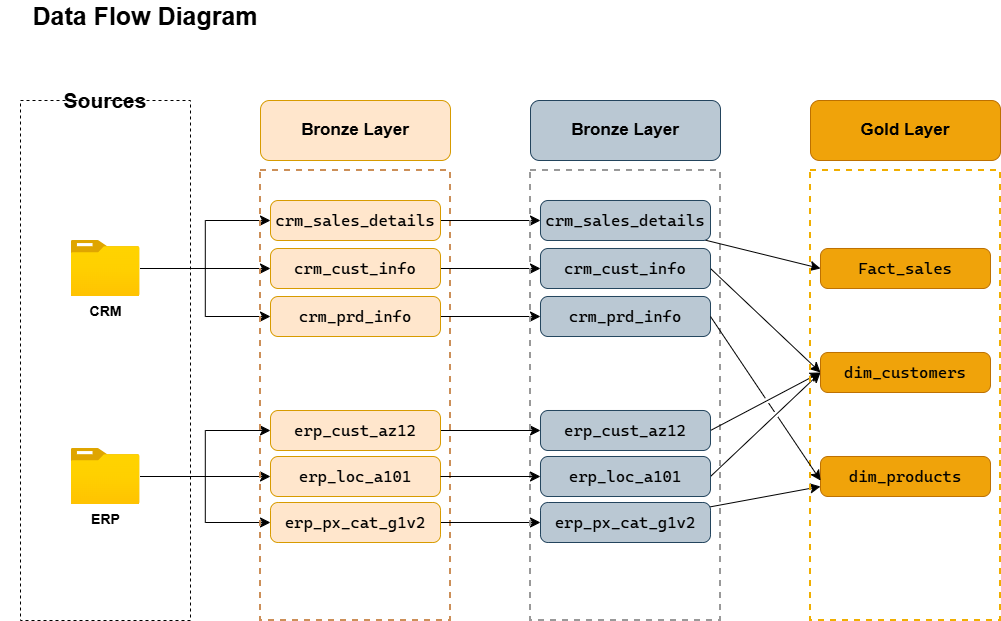 Data Flow Diagram
Sources
Bronze Layer
Bronze Layer
Gold Layer
crm_sales_details
crm_sales_details
crm_cust_info
crm_cust_info
Fact_sales
CRM
crm_prd_info
crm_prd_info
dim_customers
erp_cust_az12
erp_cust_az12
erp_loc_a101
erp_loc_a101
dim_products
ERP
erp_px_cat_g1v2
erp_px_cat_g1v2